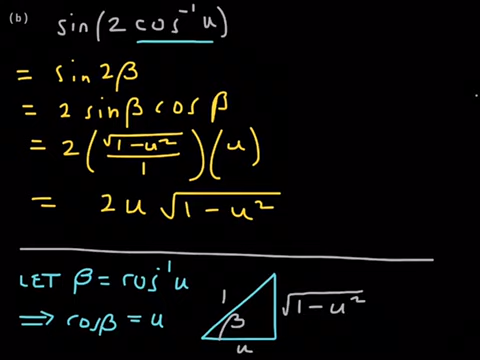 (b) sin(2 cos⁻¹ u)
= sin 2β
= 2 sinβ cos β
= 2 (√(1-u²)/1)(u)
= 2u √(1-u²)
LET β = cos⁻¹ u
⟹ cosβ = u
1
β
u
√(1-u²)